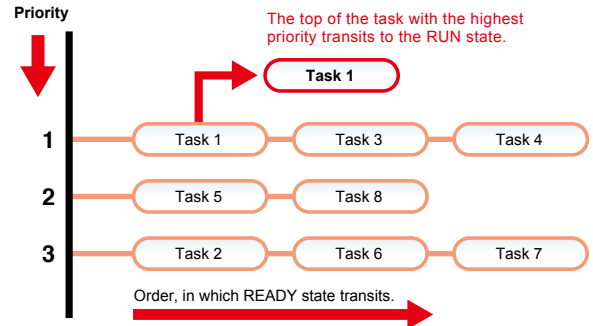 Priority
The top of the task with the highest
priority transits to the RUN state.
Task 1
1 Task 1 Task 3 Task 4
2 Task 5 Task 8
3 Task 2 Task 6 Task 7
Order, in which READY state transits.